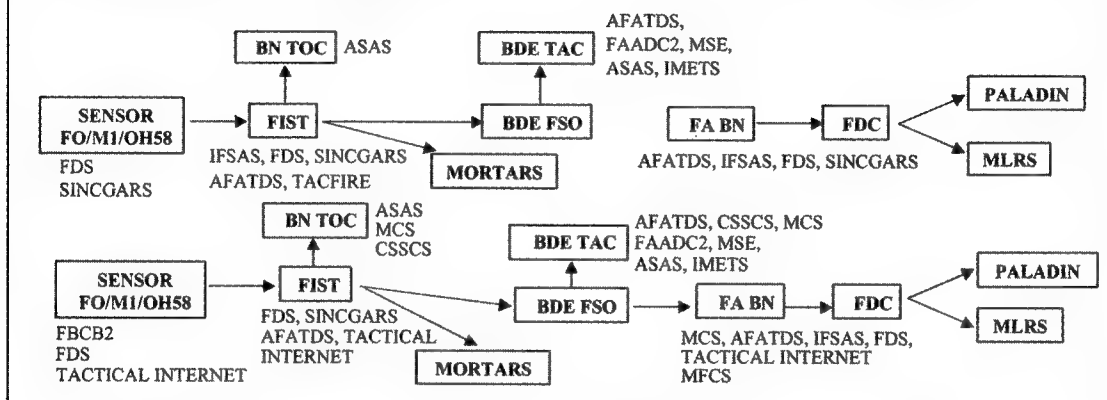 BN TOC
ASAS
BDE TAC
AFATDS,
FAADC2, MSE,
ASAS, IMETS
SENSOR
FO/M1/OH58
FDS
SINCGARS
FIST
IFSAS, FDS, SINCGARS
AFATDS, TACFIRE
BDE FSO
MORTARS
FA BN
FDC
AFATDS, IFSAS, FDS, SINCGARS
PALADIN
MLRS
BN TOC
ASAS
MCS
CSSCS
BDE TAC
AFATDS, CSSCS, MCS
FAADC2, MSE,
ASAS, IMETS
SENSOR
FO/M1/OH58
FBCB2
FDS
TACTICAL INTERNET
FIST
FDS, SINCGARS
AFATDS, TACTICAL
INTERNET
BDE FSO
MORTARS
FA BN
FDC
MCS, AFATDS, IFSAS, FDS,
TACTICAL INTERNET
MFCS
PALADIN
MLRS